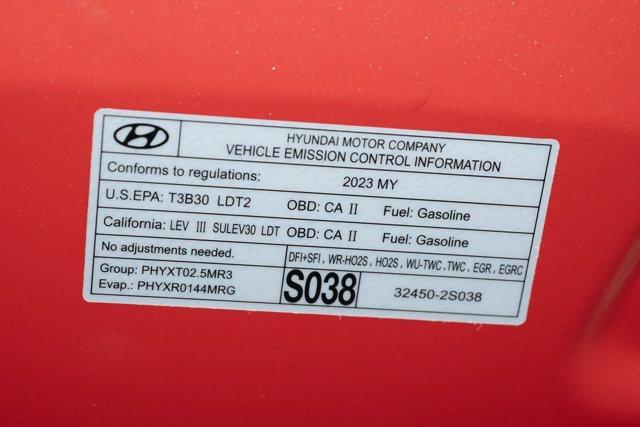 HYUNDAI MOTOR COMPANY
VEHICLE EMISSION CONTROL INFORMATION
Conforms to regulations: 2023 MY
U.S.EPA: T3B30 LDT2 OBD: CA II Fuel: Gasoline
California: LEV III SULEV30 LDT OBD: CA II Fuel: Gasoline
No adjustments needed. DFI+SFI , WR-HO2S , HO2S , WU-TWC ,TWC , EGR , EGRC
Group: PHYXT02.5MR3
Evap.: PHYXR0144MRG
S038 32450-2S038